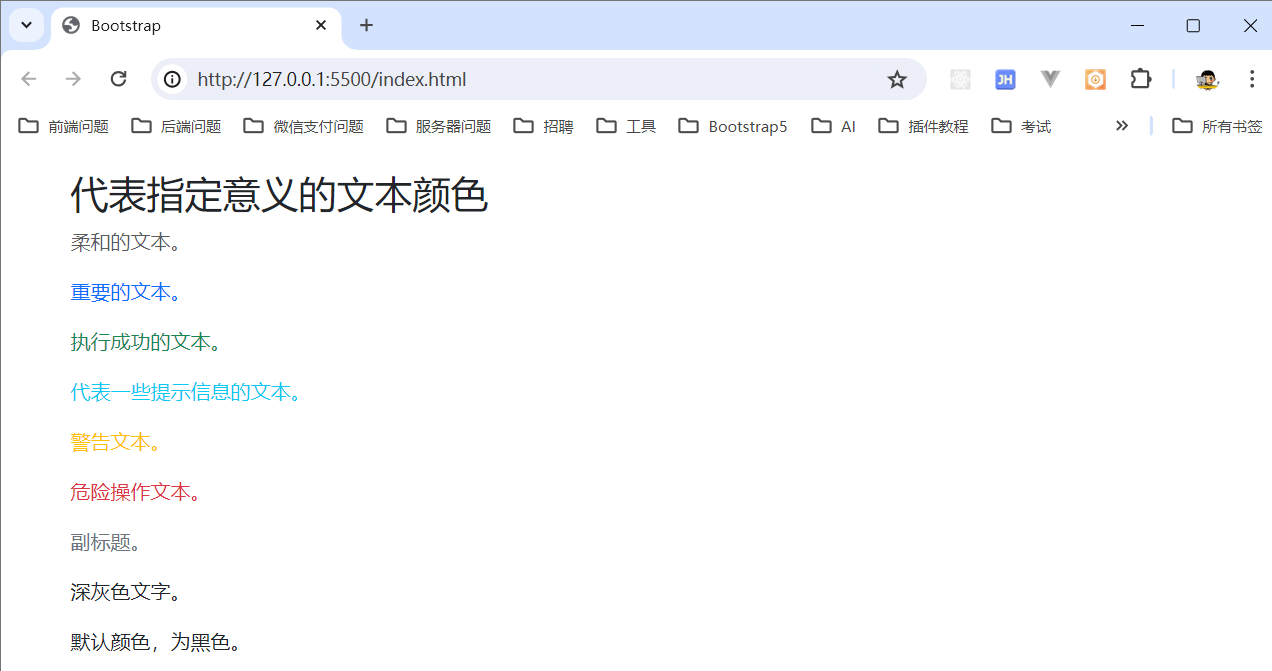 Bootstrap
http://127.0.0.1:5500/index.html
JH
前端问题 后端问题 微信支付问题 服务器问题 招聘 工具 Bootstrap5 AI 插件教程 考试 所有书签
代表指定意义的文本颜色
柔和的文本。
重要的文本。
执行成功的文本。
代表一些提示信息的文本。
警告文本。
危险操作文本。
副标题。
深灰色文字。
默认颜色，为黑色。